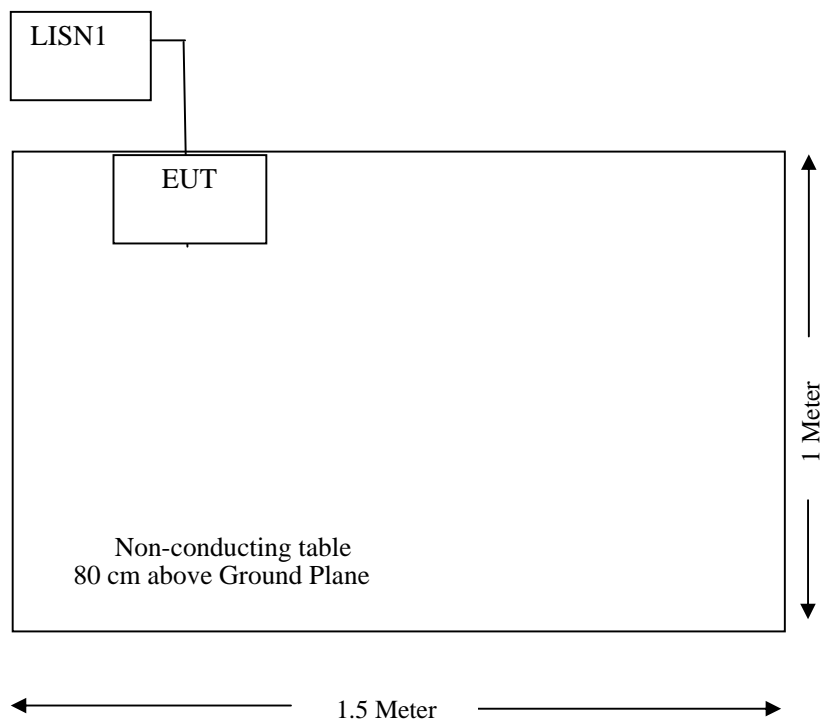 LISN1
EUT
1 Meter
Non-conducting table
80 cm above Ground Plane
1.5 Meter